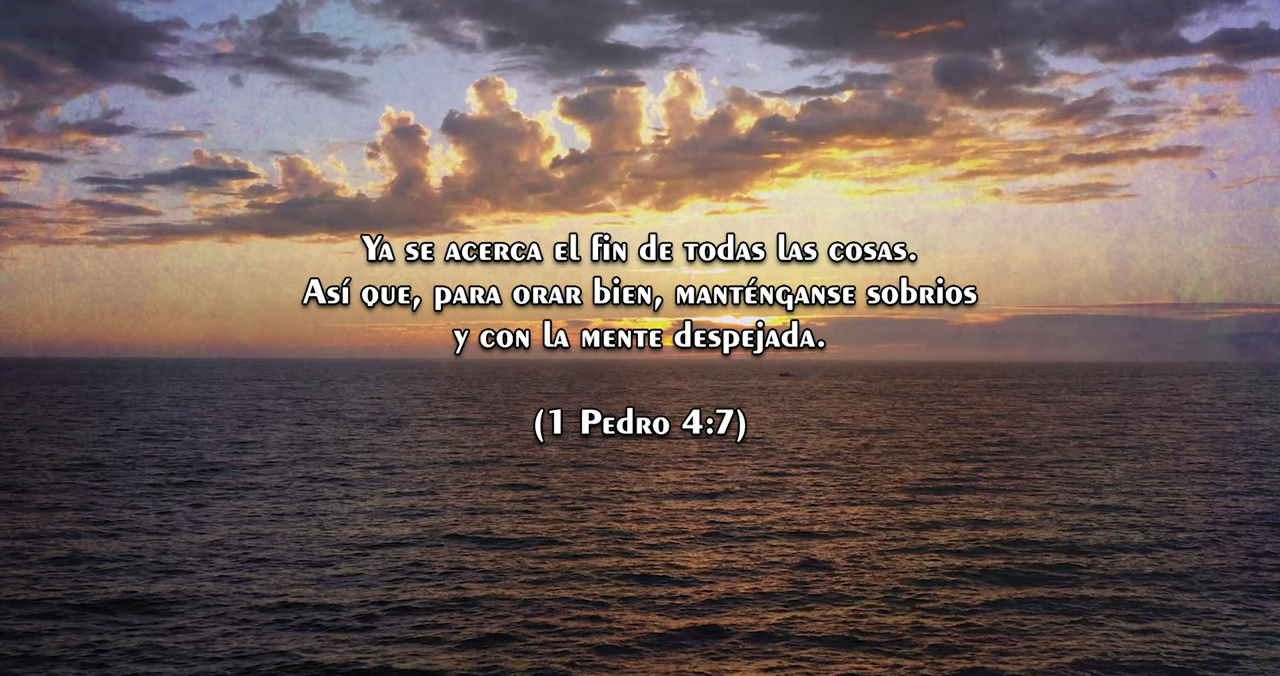 Ya se acerca el fin de todas las cosas.
Así que, para orar bien, manténganse sobrios
y con la mente despejada.
(1 Pedro 4:7)